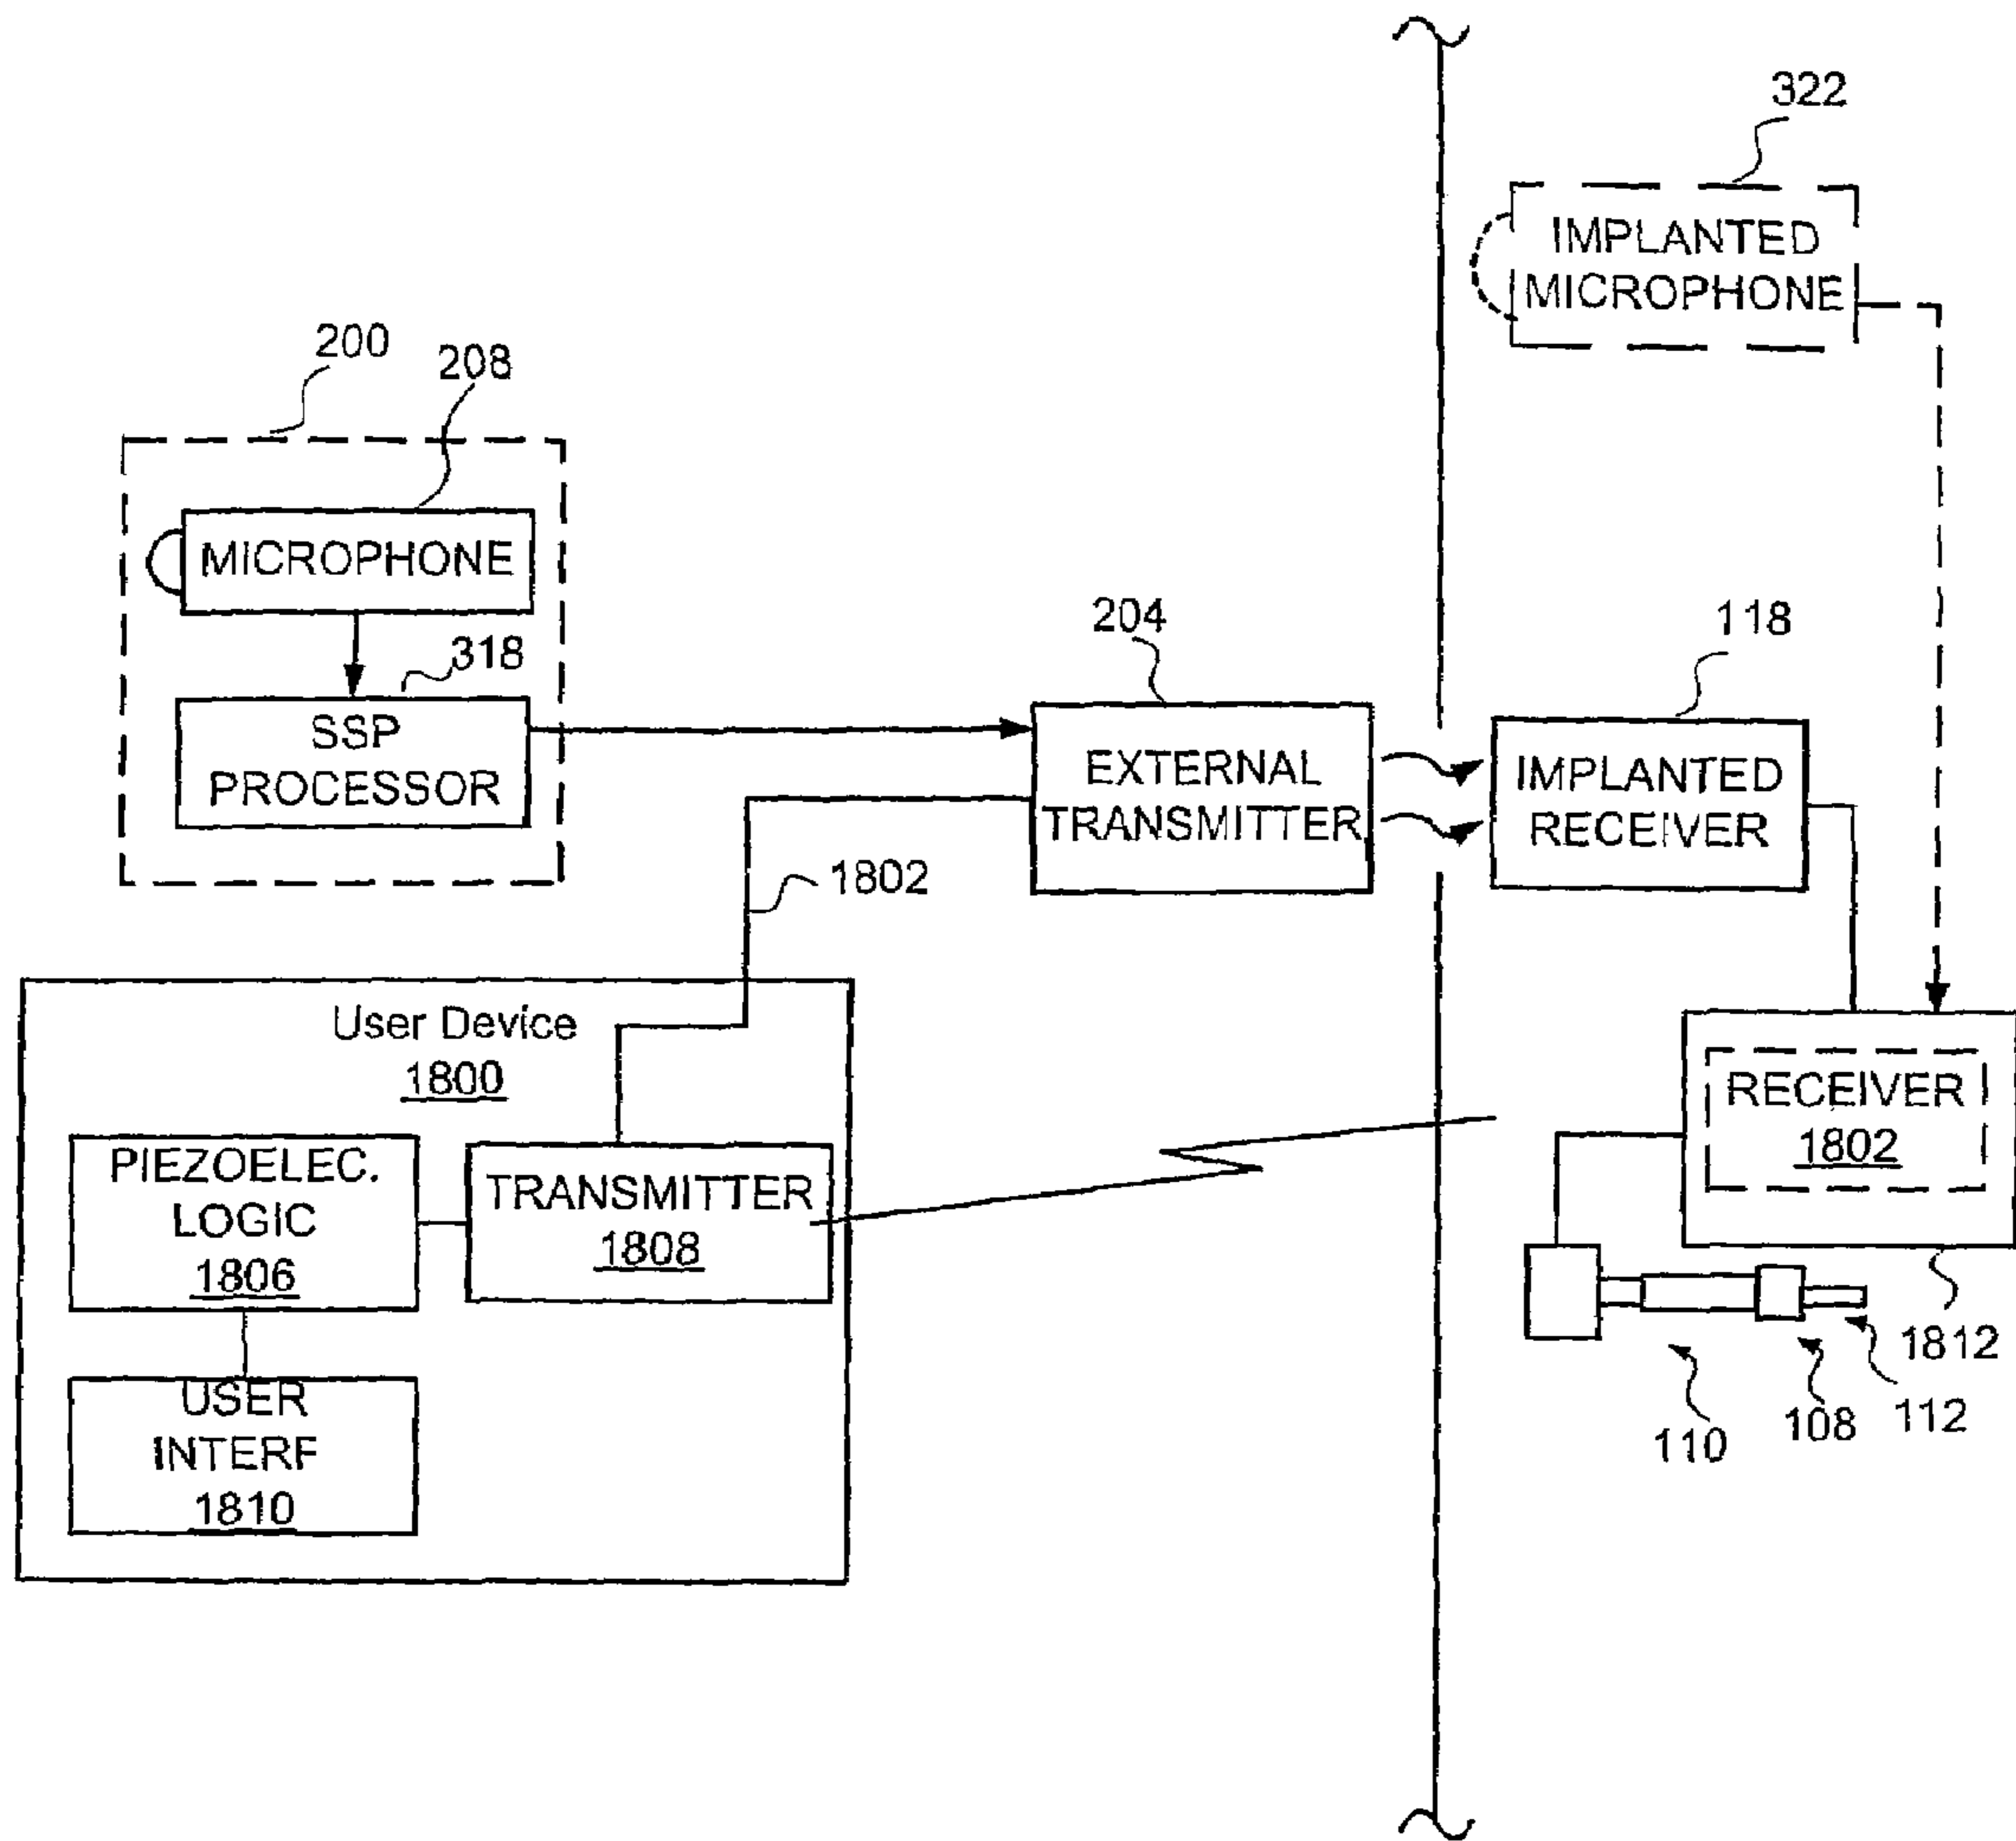 322
IMPLANTED
MICROPHONE
200
208
MICROPHONE
318
SSP
PROCESSOR
204
EXTERNAL
TRANSMITTER
118
IMPLANTED
RECEIVER
1802
User Device
1800
PIEZOELEC.
LOGIC
1806
TRANSMITTER
1808
USER
INTERF
1810
RECEIVER
1802
1812
112
108
110